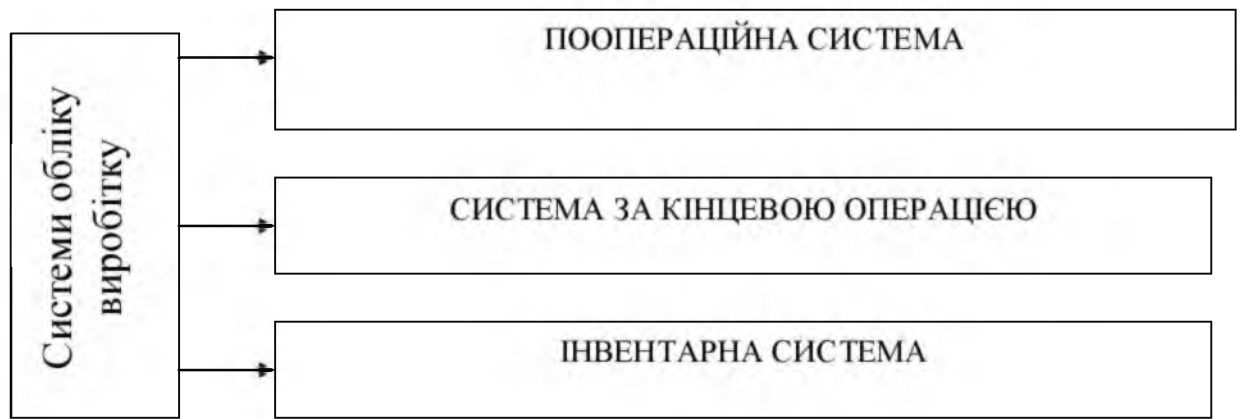 Системи обліку
виробітку
ПООПЕРАЦІЙНА СИСТЕМА
СИСТЕМА ЗА КІНЦЕВОЮ ОПЕРАЦІЄЮ
ІНВЕНТАРНА СИСТЕМА